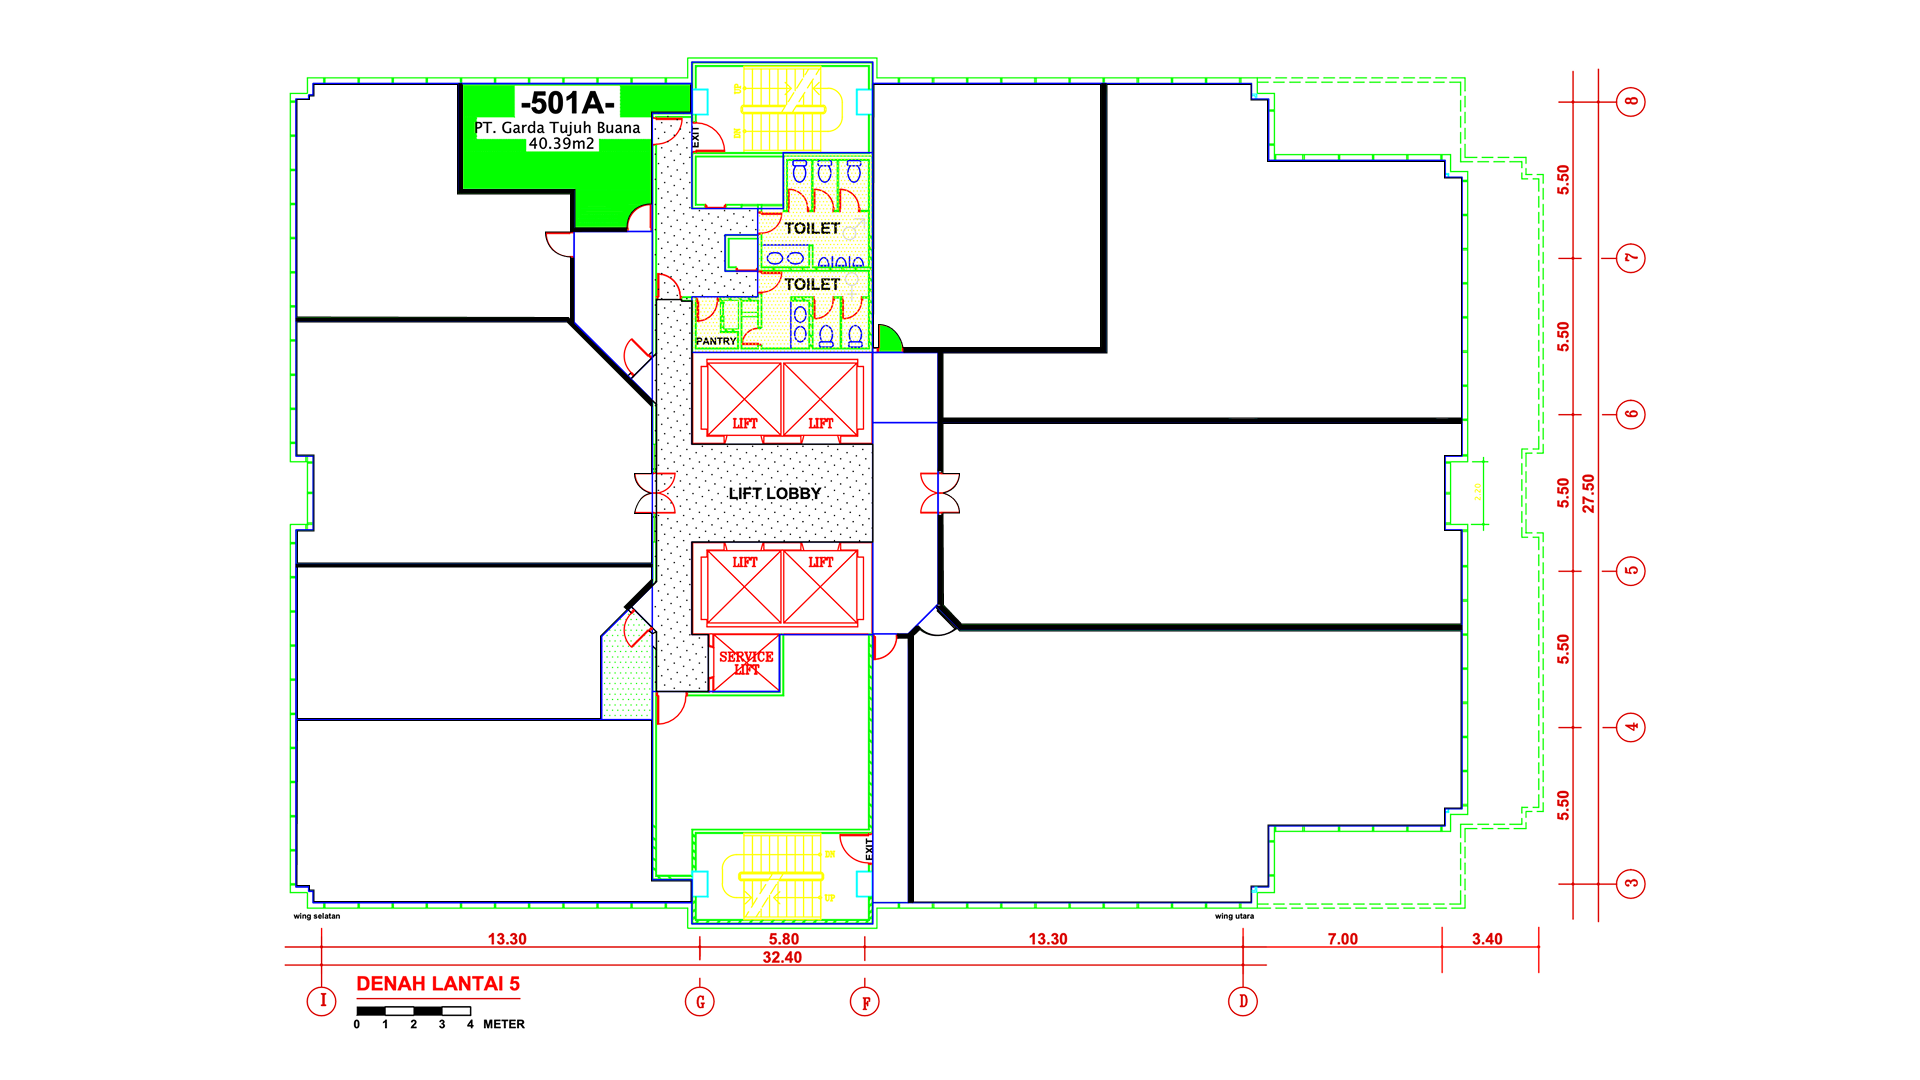 -501A-
PT. Garda Tujuh Buana
40.39m2
EXIT
TOILET
TOILET
PANTRY
LIFT
LIFT
LIFT LOBBY
LIFT
LIFT
SERVICE
LIFT
EXIT
8
7
6
5
4
3
5.50
5.50
5.50
27.50
5.50
5.50
wing selatan
wing utara
13.30
5.80
13.30
7.00
3.40
32.40
DENAH LANTAI 5
I
G
F
D
0 1 2 3 4 METER